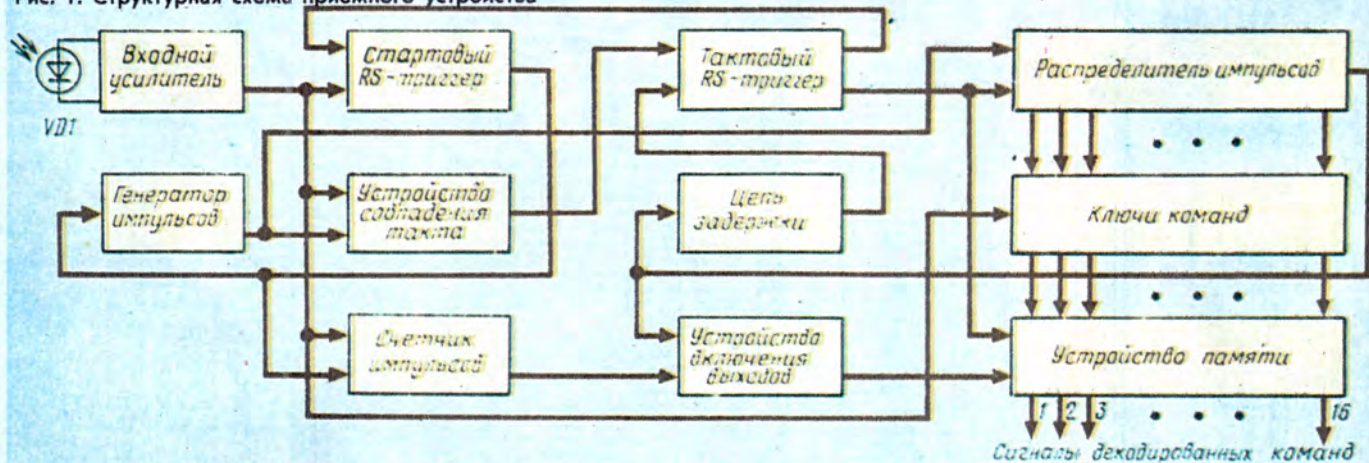 Рис. 1. Структурная схема приемного устройства
VD1
Входной
усилитель
Стартовый
RS-триггер
Тактовый
RS-триггер
Распределитель импульсов
Генератор
импульсов
Устройство
совпадения
такта
Цепь
задержки
Ключи команд
Счетчик
импульсов
Устройство
включения
выходов
Устройство памяти
1 2 3 16
Сигналы декодированных команд